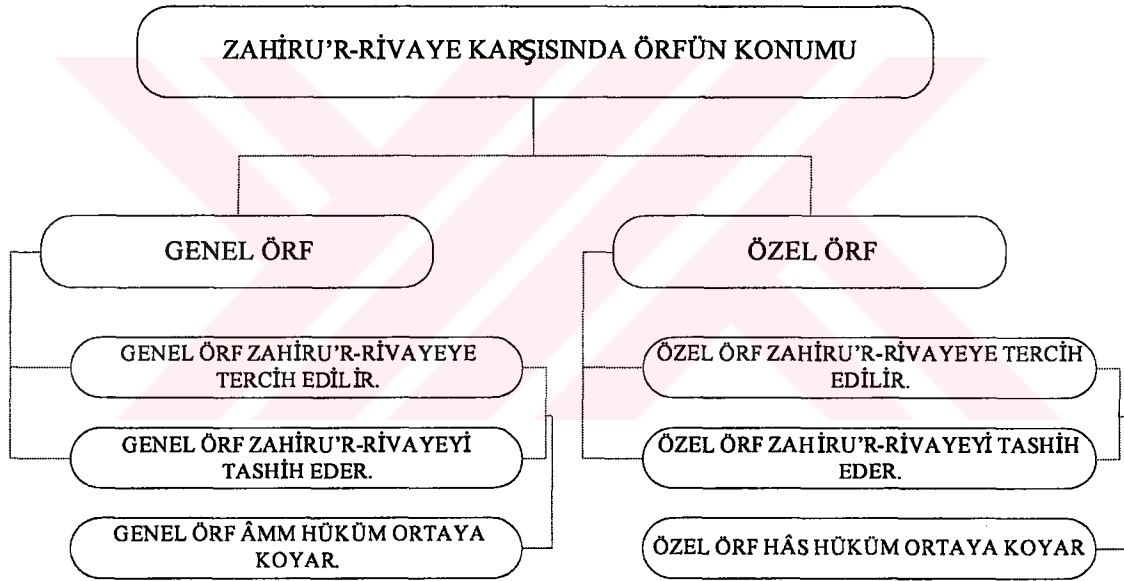 ZAHİRU'R-RİVAYE KARŞISINDA ÖRFÜN KONUMU
GENEL ÖRF
ÖZEL ÖRF
GENEL ÖRF ZAHİRU'R-RİVAYEYE
TERCİH EDİLİR.
ÖZEL ÖRF ZAHİRU'R-RİVAYEYE TERCİH
EDİLİR.
GENEL ÖRF ZAHİRU'R-RİVAYEYİ
TASHİH EDER.
ÖZEL ÖRF ZAHİRU'R-RİVAYEYİ TASHİH
EDER.
GENEL ÖRF ÂMM HÜKÜM ORTAYA
KOYAR.
ÖZEL ÖRF HÂS HÜKÜM ORTAYA KOYAR